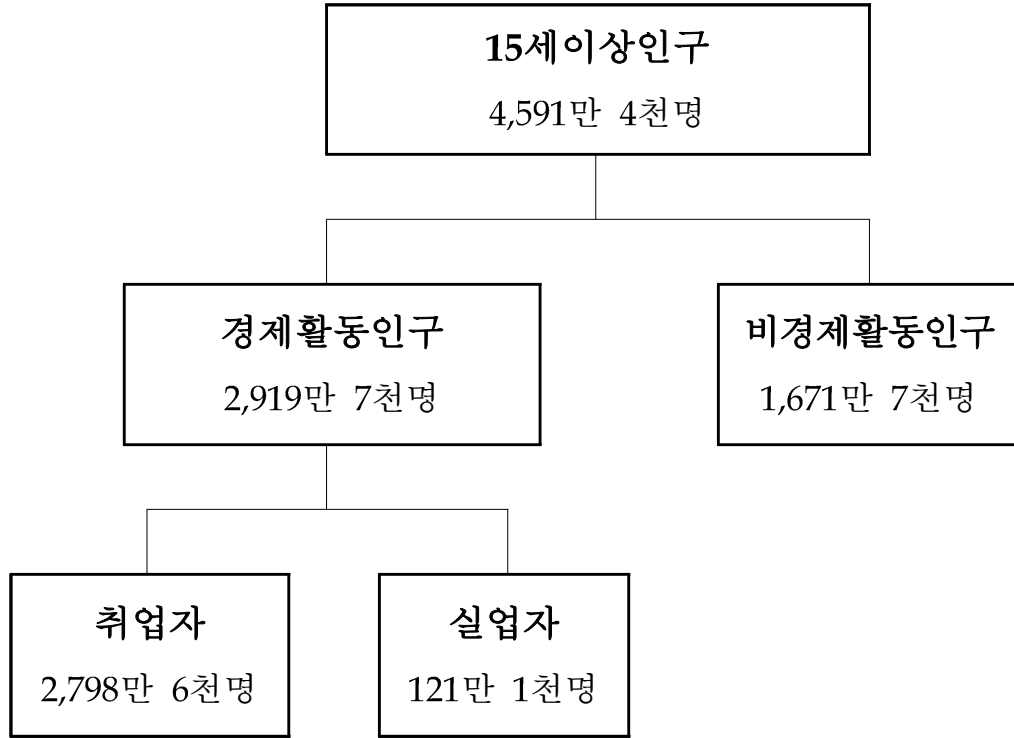 15세이상인구
4,591만 4천명
경제활동인구
2,919만 7천명
비경제활동인구
1,671만 7천명
취업자
2,798만 6천명
실업자
121만 1천명